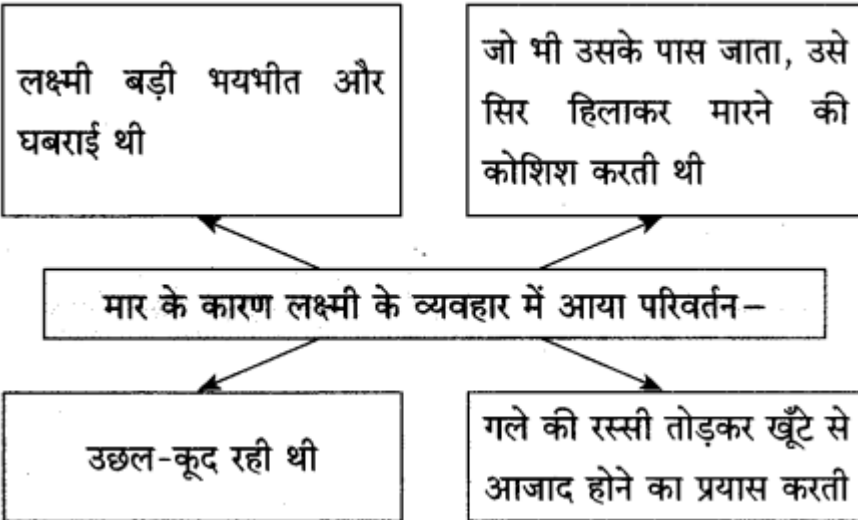 लक्ष्मी बड़ी भयभीत और
घबराई थी
जो भी उसके पास जाता, उसे
सिर हिलाकर मारने की
कोशिश करती थी
मार के कारण लक्ष्मी के व्यवहार में आया परिवर्तन–
उछल-कूद रही थी
गले की रस्सी तोड़कर खूँटे से
आजाद होने का प्रयास करती